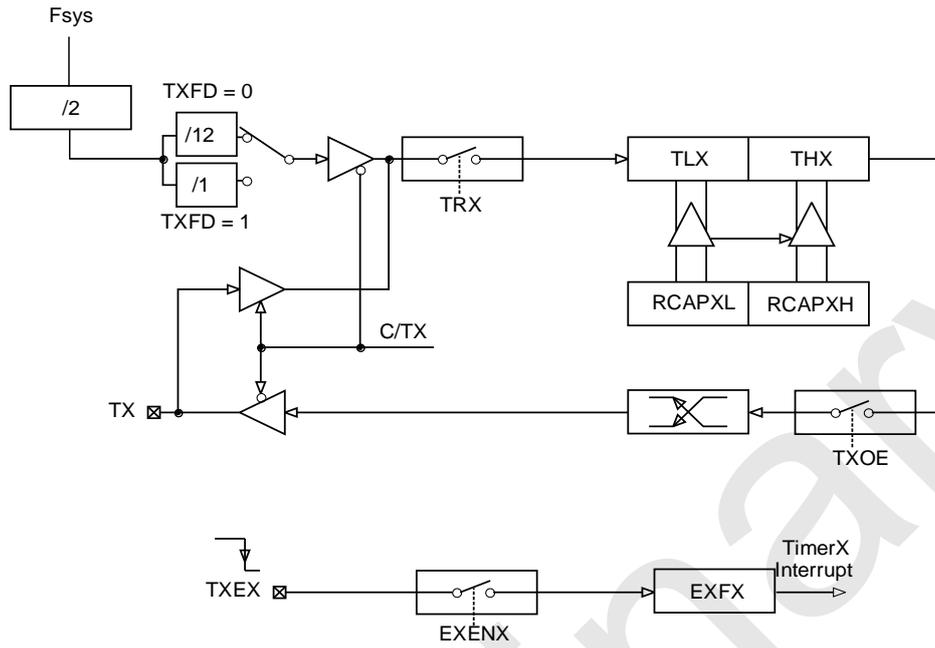 Fsys
/2
TXFD = 0
/12
/1
TXFD = 1
TRX
TLX
THX
RCAPXL
RCAPXH
C/TX
TX
TXOE
TXEX
EXENX
EXFX
TimerX
Interrupt